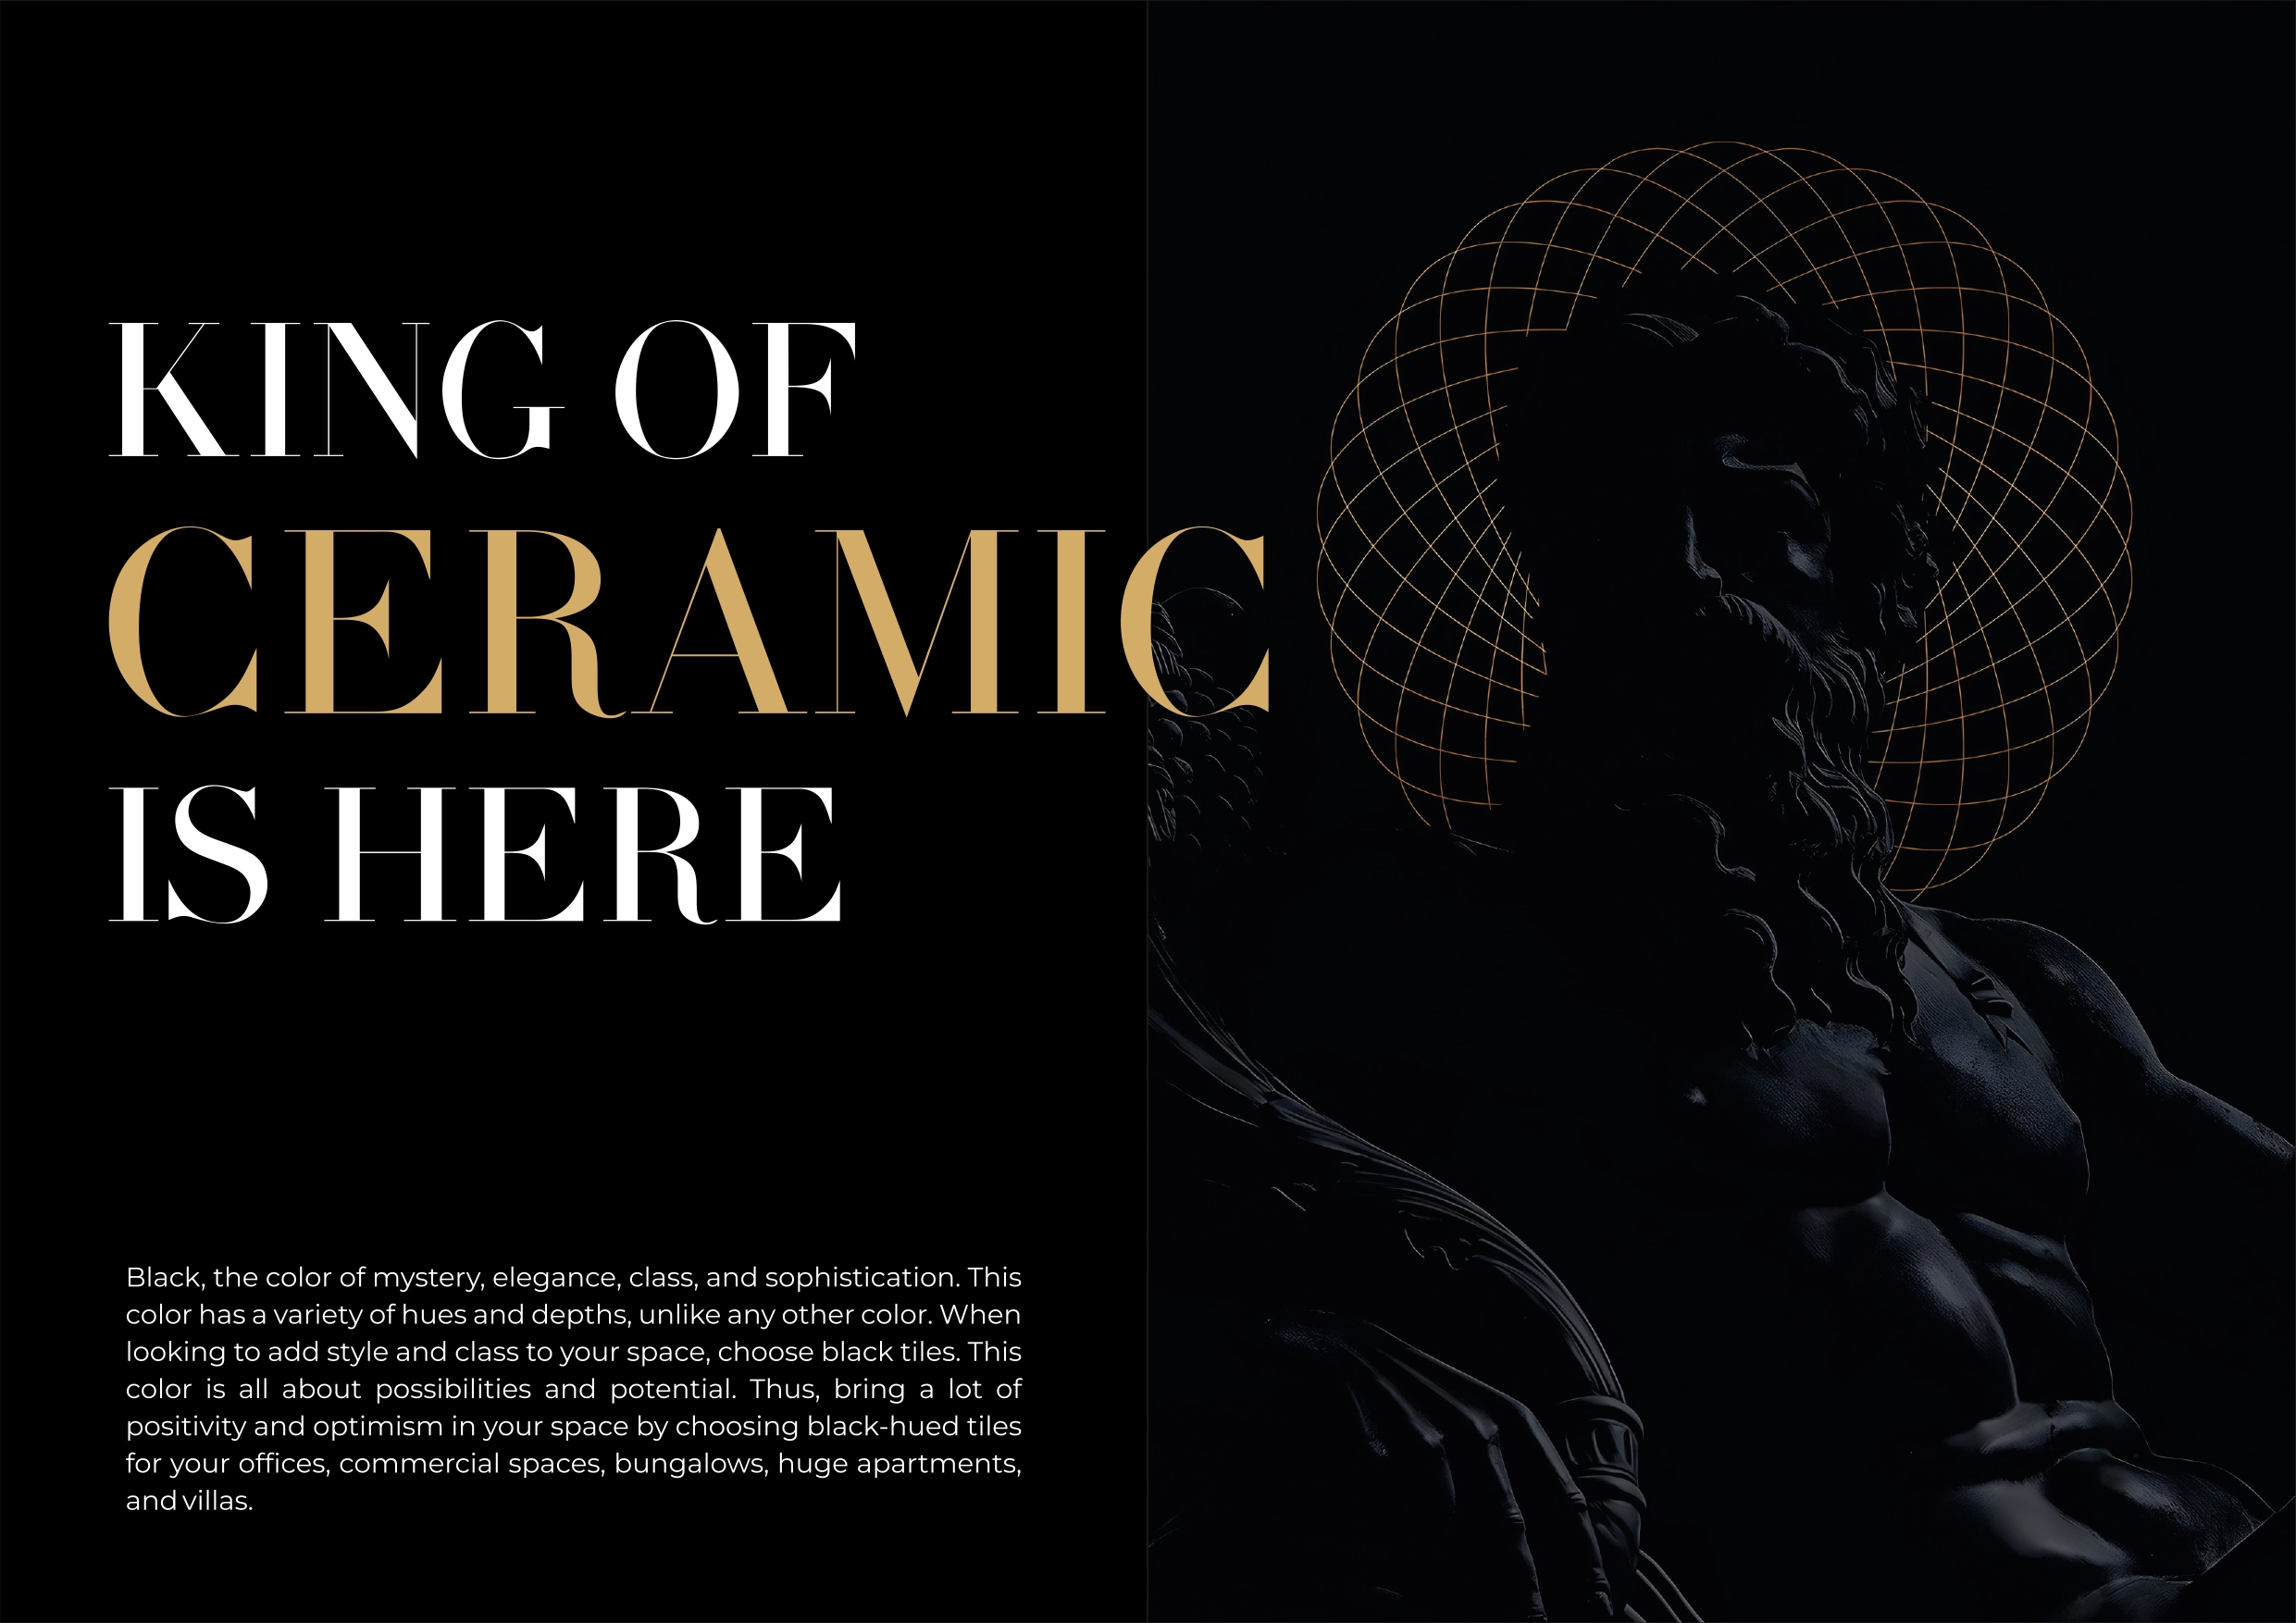 KING OF
CERAMIC
IS HERE
Black, the color of mystery, elegance, class, and sophistication. This
color has a variety of hues and depths, unlike any other color. When
looking to add style and class to your space, choose black tiles. This
color is all about possibilities and potential. Thus, bring a lot of
positivity and optimism in your space by choosing black-hued tiles
for your offices, commercial spaces, bungalows, huge apartments,
and villas.